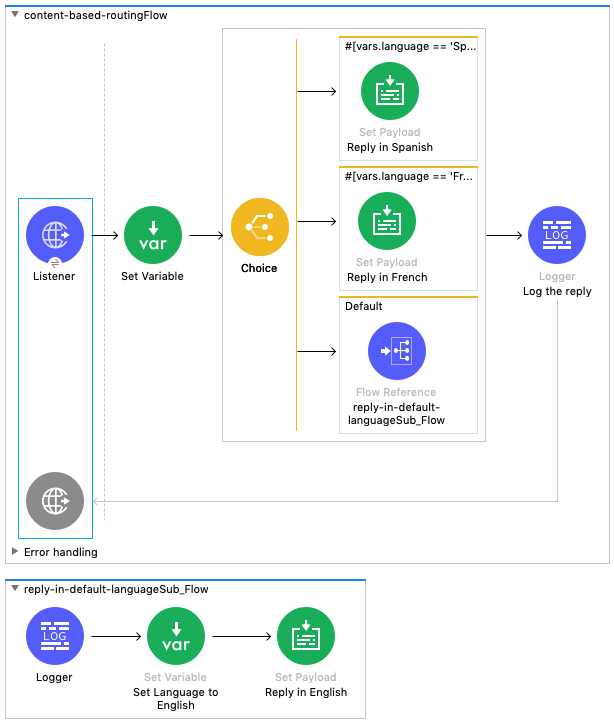 content-based-routingFlow
#[vars.language == 'Sp...
Set Payload
Reply in Spanish
#[vars.language == 'Fr...
var
Listener
Set Variable
Choice
Set Payload
Reply in French
LOG
Logger
Log the reply
Default
Flow Reference
reply-in-default-
languageSub_Flow
Error handling
reply-in-default-languageSub_Flow
LOG
var
Logger
Set Variable
Set Language to
English
Set Payload
Reply in English